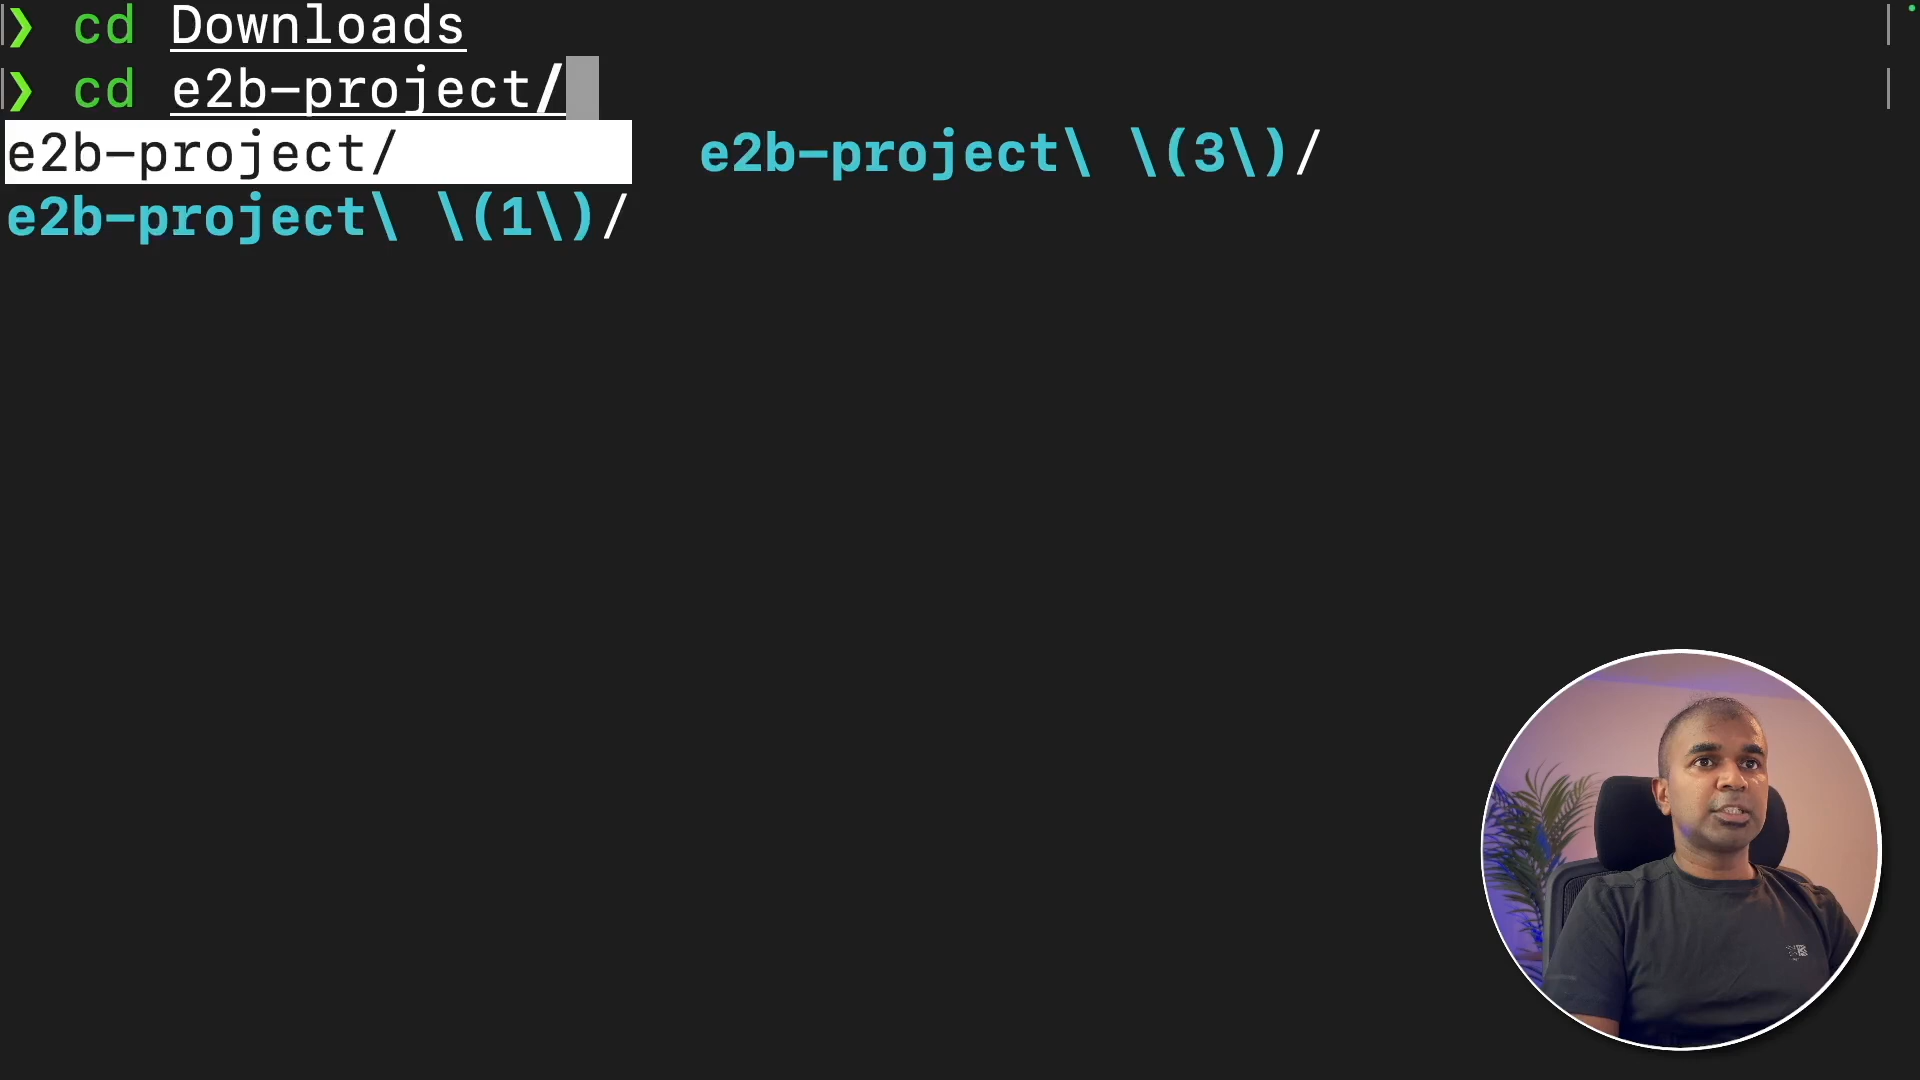 ❯ cd Downloads
❯ cd e2b-project/
e2b-project/ e2b-project\ \(3\)/
e2b-project\ \(1\)/